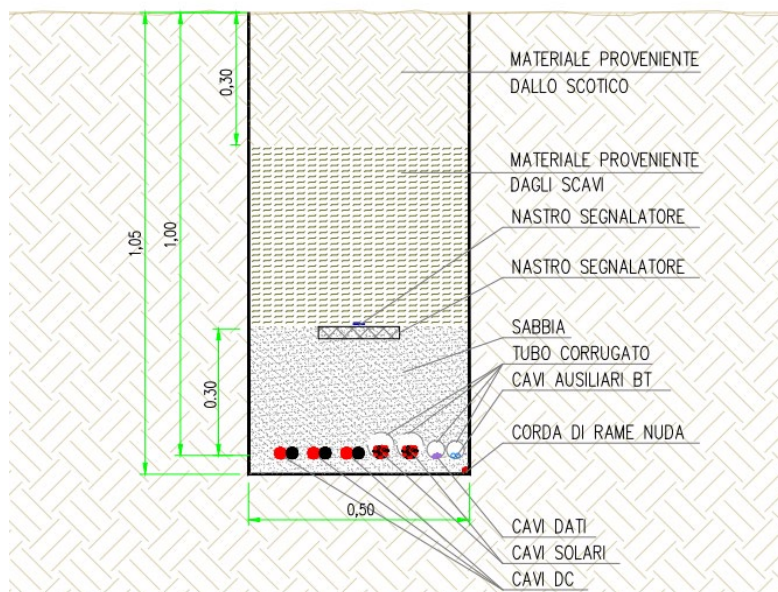 MATERIALE PROVENIENTE
DALLO SCOTICO
0,30
MATERIALE PROVENIENTE
DAGLI SCAVI
NASTRO SEGNALATORE
1,05
1,00
NASTRO SEGNALATORE
SABBIA
TUBO CORRUGATO
0.30
CAVI AUSILIARI BT
CORDA DI RAME NUDA
0,50
CAVI DATI
CAVI SOLARI
CAVI DC